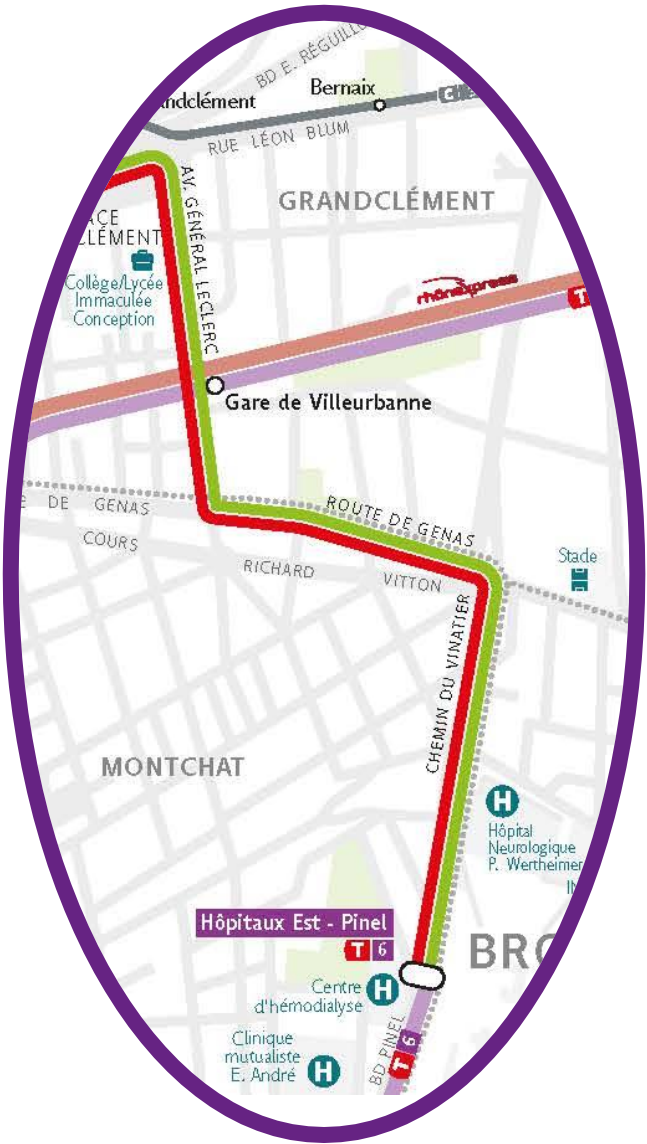 BD E. RÉGUILLO
Bernaix
ndclément
RUE LÉON BLUM
GRANDCLÉMENT
AV. GÉNÉRAL LECLERC
ACE
CLÉMENT
Collège/Lycée
Immaculée
Conception
rhônexpress
T
Gare de Villeurbanne
DE GENAS
ROUTE DE GENAS
COURS
RICHARD
VITTON
Stade
CHEMIN DU VINATIER
MONTCHAT
H
Hôpital
Neurologique
P. Wertheimer
IN
Hôpitaux Est - Pinel
T 6
BRO
Centre
d'hémodialyse
H
Clinique
mutualiste
E. André
H
BD PINEL
T 6